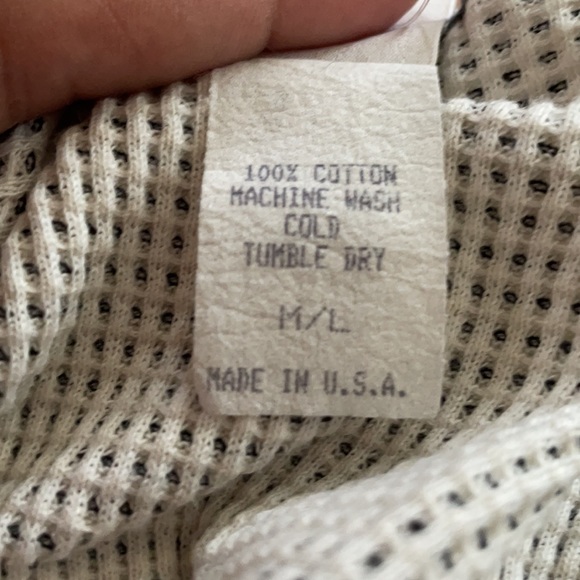 100% COTTON
MACHINE WASH
COLD
TUMBLE DRY
M/L
MADE IN U.S.A.